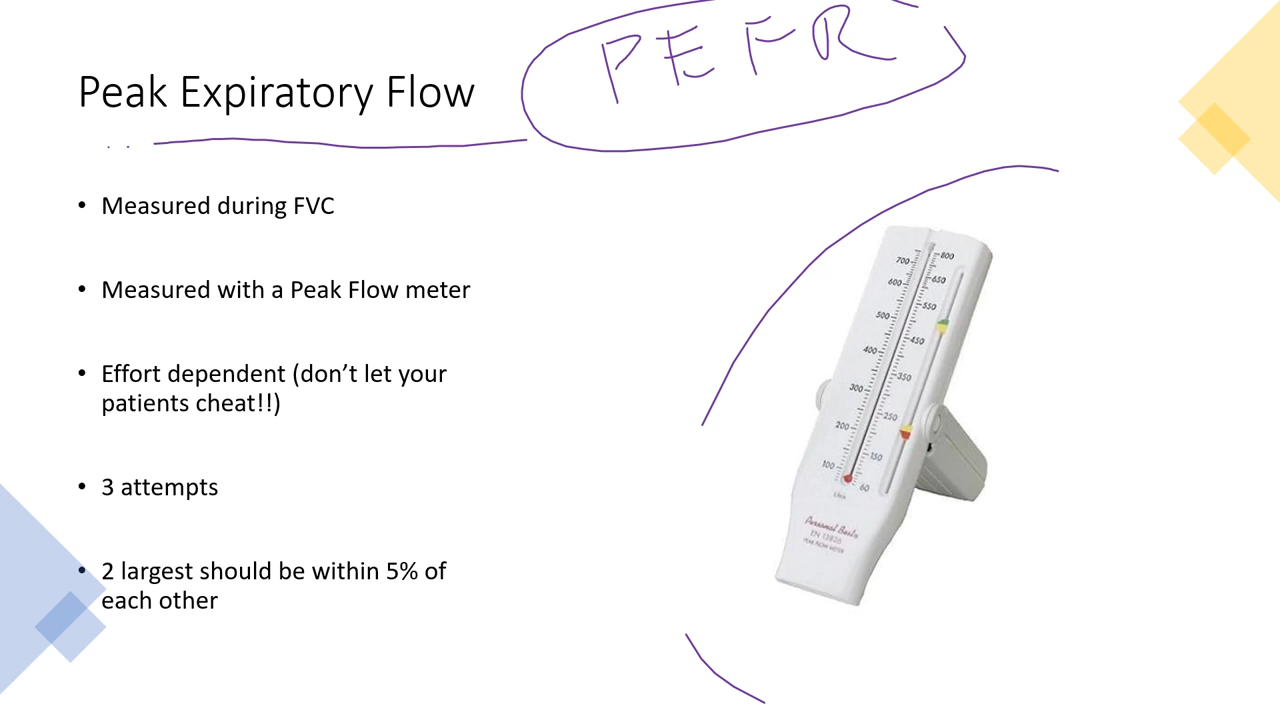 PEFR
Peak Expiratory Flow
• Measured during FVC
• Measured with a Peak Flow meter
• Effort dependent (don’t let your
patients cheat!!)
• 3 attempts
• 2 largest should be within 5% of
each other
800
700
650
600
550
500
450
400
350
300
250
200
150
100
60
Personal Best
EN 13826
PEAK FLOW METER